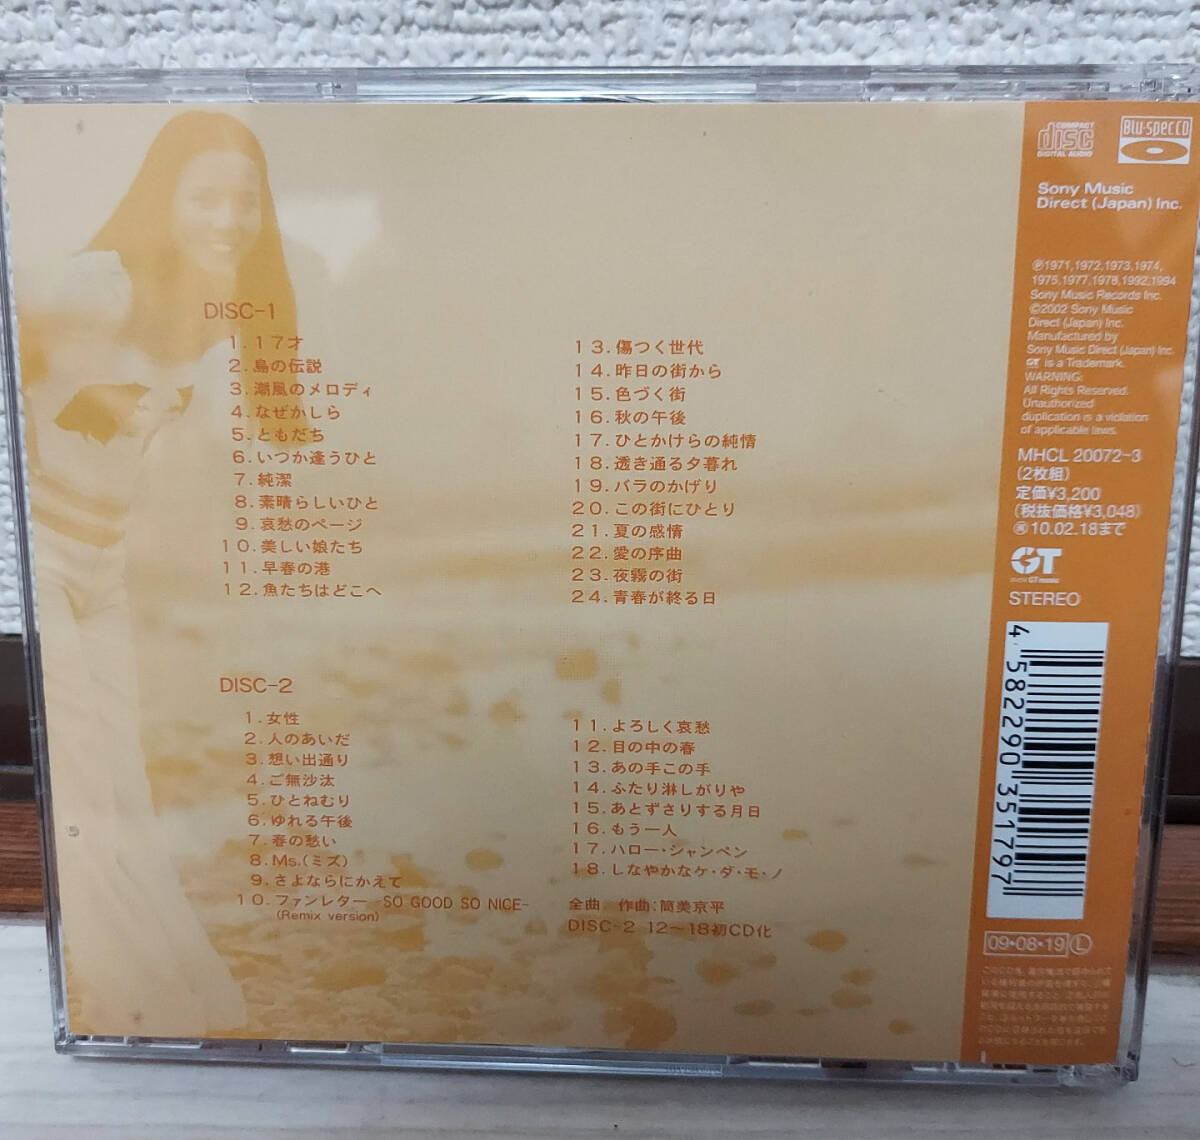 DISC-1
1.17才
2.島の伝説
3.潮風のメロディ
4.なぜかしら
5.ともだち
6.いつか逢うひと
7.純潔
8.素晴らしいひと
9.哀愁のページ
10.美しい娘たち
11.早春の港
12.魚たちはどこへ
13.傷つく世代
14.昨日の街から
15.色づく街
16.秋の午後
17.ひとかけらの純情
18.透き通る夕暮れ
19.バラのかげり
20.この街にひとり
21.夏の感情
22.愛の序曲
23.夜霧の街
24.青春が終る日
DISC-2
1.女性
2.人のあいだ
3.想い出通り
4.ご無沙汰
5.ひとねむり
6.ゆれる午後
7.春の愁い
8.Ms.(ミズ)
9.さよならにかえて
10.ファンレター -SO GOOD SO NICE-
(Remix version)
11.よろしく哀愁
12.目の中の春
13.あの手この手
14.ふたり淋しがりや
15.あとずさりする月日
16.もう一人
17.ハロー・シャンペン
18.しなやかなケ・ダ・モ・ノ
全曲 作曲:筒美京平
DISC-2 12〜18初CD化
COMPACT
disc
DIGITAL AUDIO
Blu-specCD
Sony Music
Direct (Japan) Inc.
℗1971,1972,1973,1974,
1975,1977,1978,1992,1994
Sony Music Records Inc.
©2002 Sony Music
Direct (Japan) Inc.
Manufactured by
Sony Music Direct (Japan) Inc.
GT is a Trademark.
WARNING:
All Rights Reserved.
Unauthorized
duplication is a violation
of applicable laws.
MHCL 20072-3
(2枚組)
定価¥3,200
(税抜価格¥3,048)
再10.02.18まで
GT
GT music
STEREO
4 582290 351797
09・08・19 L